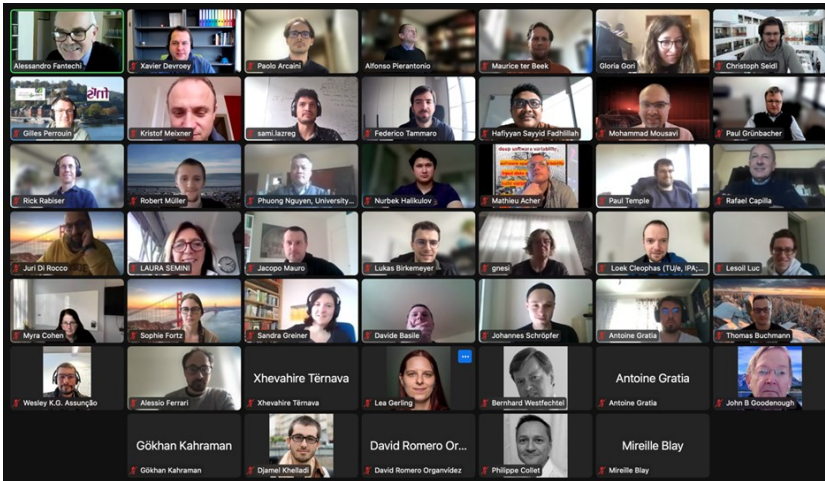 Alessandro Fantechi
Xavier Devroey
Paolo Arcaini
Alfonso Pierantonio
Maurice ter Beek
Gloria Gori
Christoph Seidl
Gilles Perrouin
Kristof Meixner
sami.lazreg
Federico Tammaro
Hafiyyan Sayyid Fadhlillah
Mohammad Mousavi
Paul Grünbacher
Rick Rabiser
Robert Müller
Phuong Nguyen, University...
Nurbek Halikulov
deep software variability,
Mathieu Acher
Paul Temple
Rafael Capilla
Juri Di Rocco
LAURA SEMINI
Jacopo Mauro
Lukas Birkemeyer
gnesi
Loek Cleophas (TU/e, IPA;...
Lesoil Luc
Myra Cohen
Sophie Fortz
Sandra Greiner
Davide Basile
Johannes Schröpfer
Antoine Gratia
Thomas Buchmann
Wesley K.G. Assunção
Alessio Ferrari
Xhevahire Tërnava
Xhevahire Tërnava
Lea Gerling
Bernhard Westfechtel
Antoine Gratia
Antoine Gratia
John B Goodenough
Gökhan Kahraman
Gökhan Kahraman
Djamel Khelladi
David Romero Or...
David Romero Organvídez
Philippe Collet
Mireille Blay
Mireille Blay